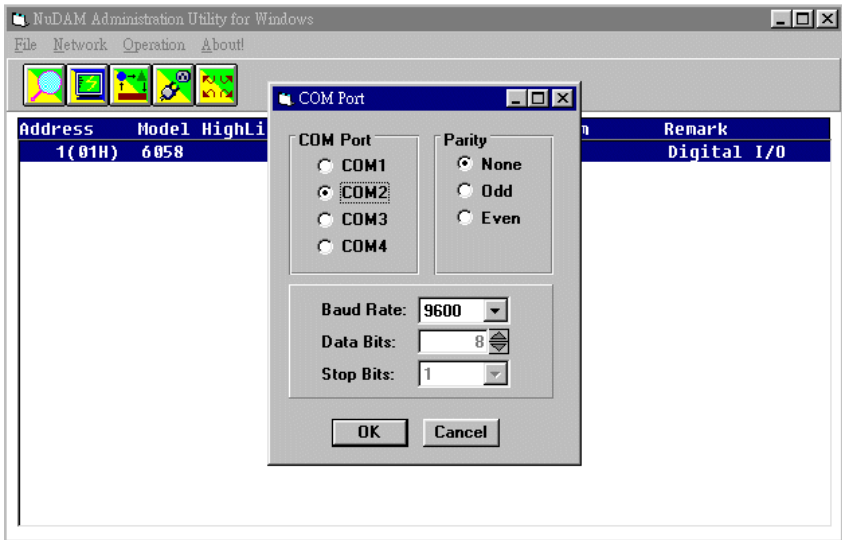 NuDAM Administration Utility for Windows
File Network Operation About!
COM Port
Address Model HighLi Remark
1(01H) 6058 Digital I/O
COM Port Parity
COM1 None
COM2 Odd
COM3 Even
COM4
Baud Rate: 9600
Data Bits: 8
Stop Bits: 1
OK Cancel